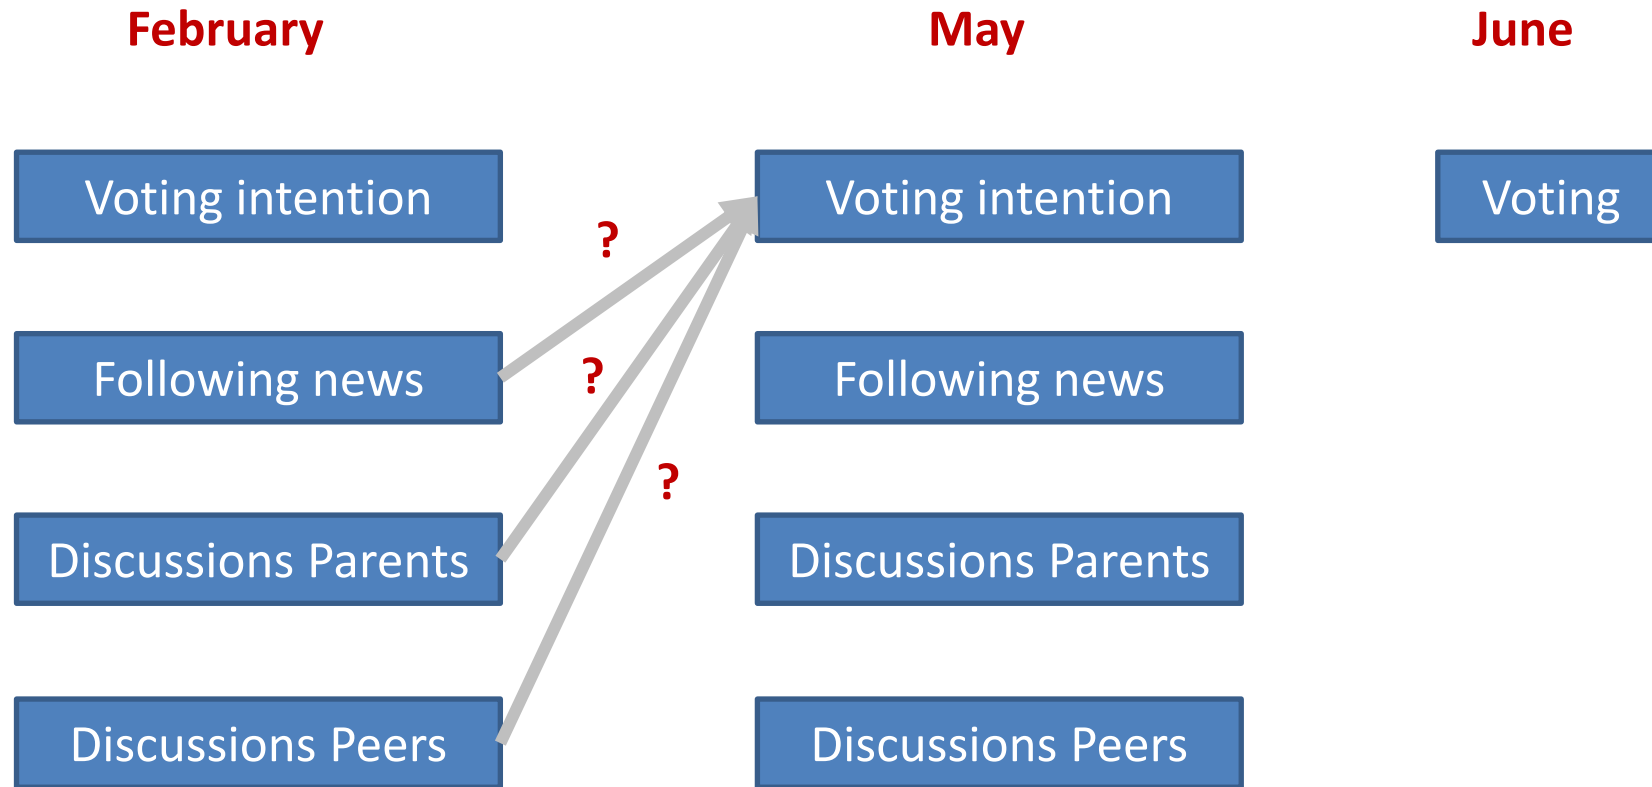 February
May
June
Voting intention
Voting intention
Voting
?
Following news
Following news
?
?
Discussions Parents
Discussions Parents
Discussions Peers
Discussions Peers